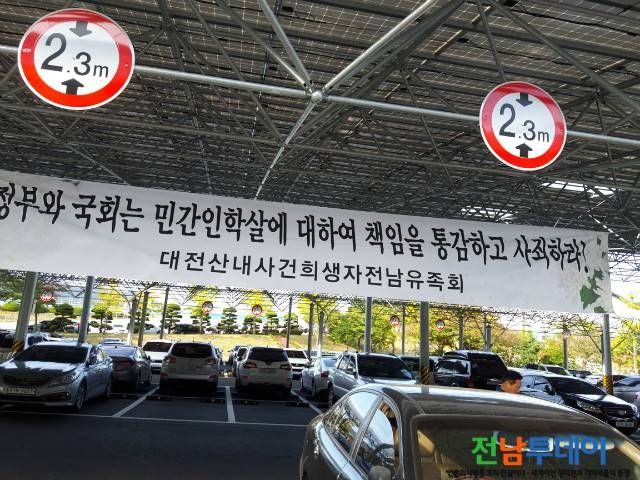 2.3m
2.3m
정부와 국회는 민간인학살에 대하여 책임을 통감하고 사죄하라!
대전산내사건희생자전남유족회
전남투데이